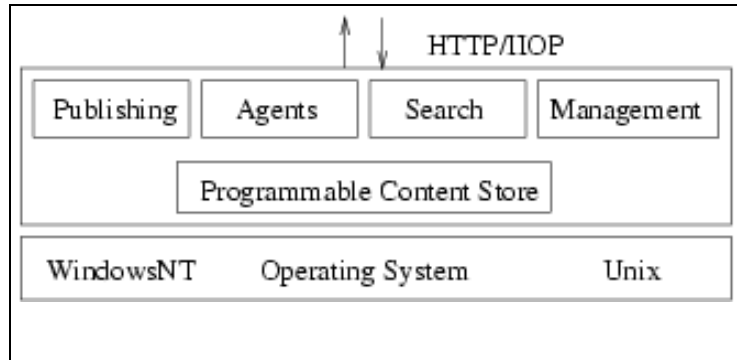 HTTP/IIOP
Publishing Agents Search Management
Programmable Content Store
WindowsNT Operating System Unix